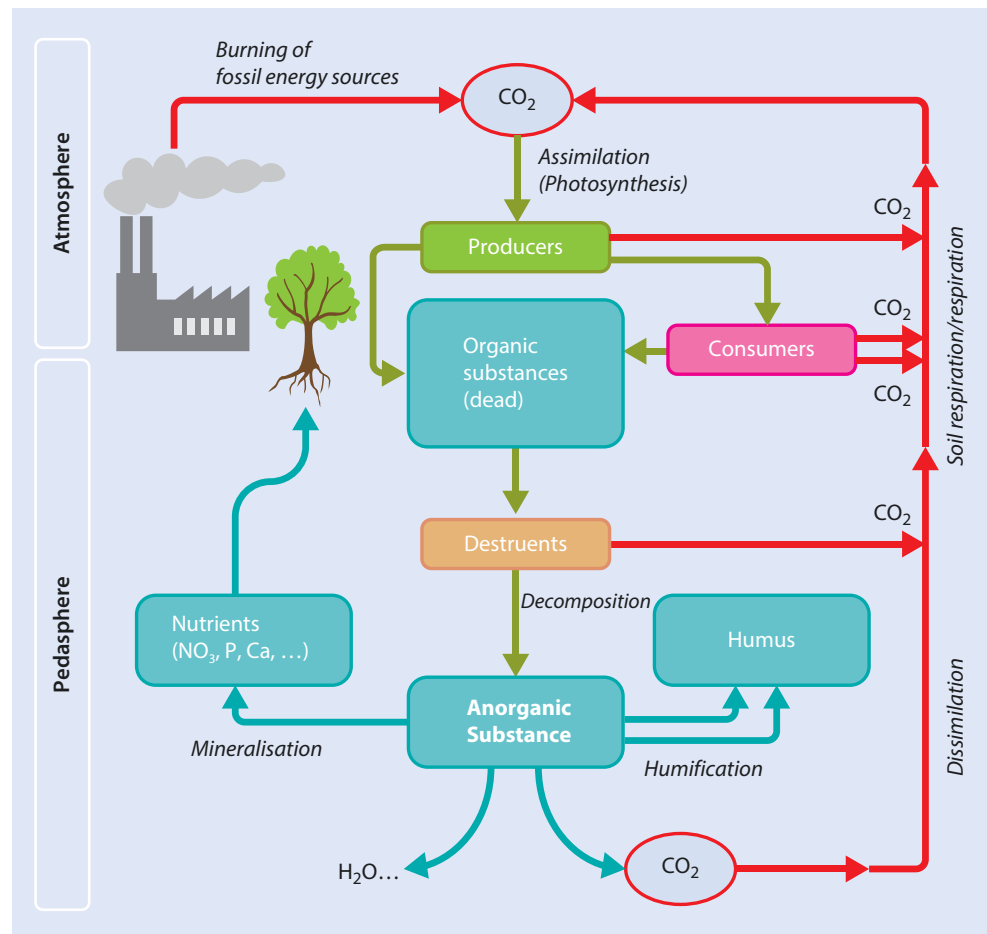 Burning of
fossil energy sources
CO₂
Assimilation
(Photosynthesis)
Atmosphere
CO₂
Producers
CO₂
Consumers
Organic
substances
(dead)
CO₂
Soil respiration/respiration
CO₂
Destruents
Decomposition
Pedasphere
Nutrients
(NO₃, P, Ca, …)
Humus
Anorganic
Substance
Mineralisation
Humification
Dissimilation
H₂O…
CO₂